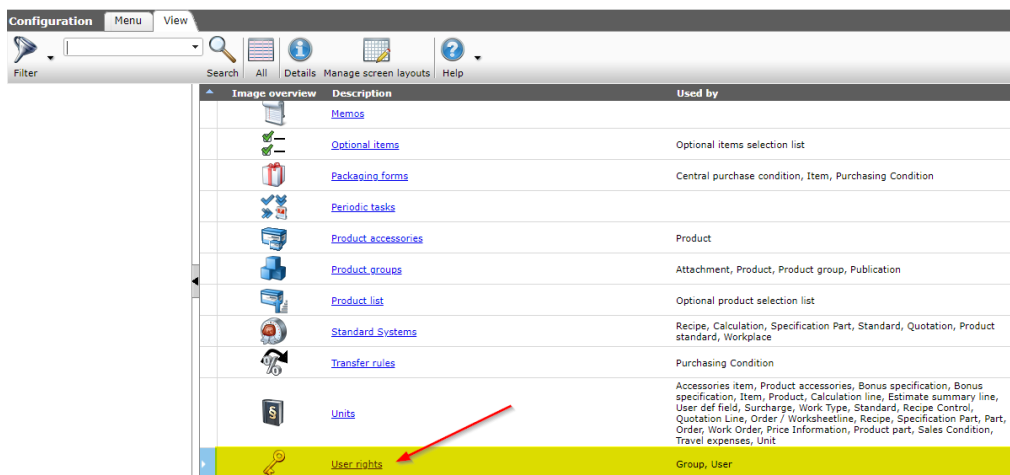 Configuration Menu View
Filter Search All Details Manage screen layouts Help
Image overview Description Used by
Memos
Optional items Optional items selection list
Packaging forms Central purchase condition, Item, Purchasing Condition
Periodic tasks
Product accessories Product
Product groups Attachment, Product, Product group, Publication
Product list Optional product selection list
Standard Systems Recipe, Calculation, Specification Part, Standard, Quotation, Product
standard, Workplace
Transfer rules Purchasing Condition
Accessories item, Product accessories, Bonus specification, Bonus
specification, Item, Product, Calculation line, Estimate summary line,
User def field, Surcharge, Work Type, Standard, Recipe Control,
Units Quotation Line, Order / Worksheetline, Recipe, Specification Part, Part,
Order, Work Order, Price Information, Product part, Sales Condition,
Travel expenses, Unit
User rights Group, User